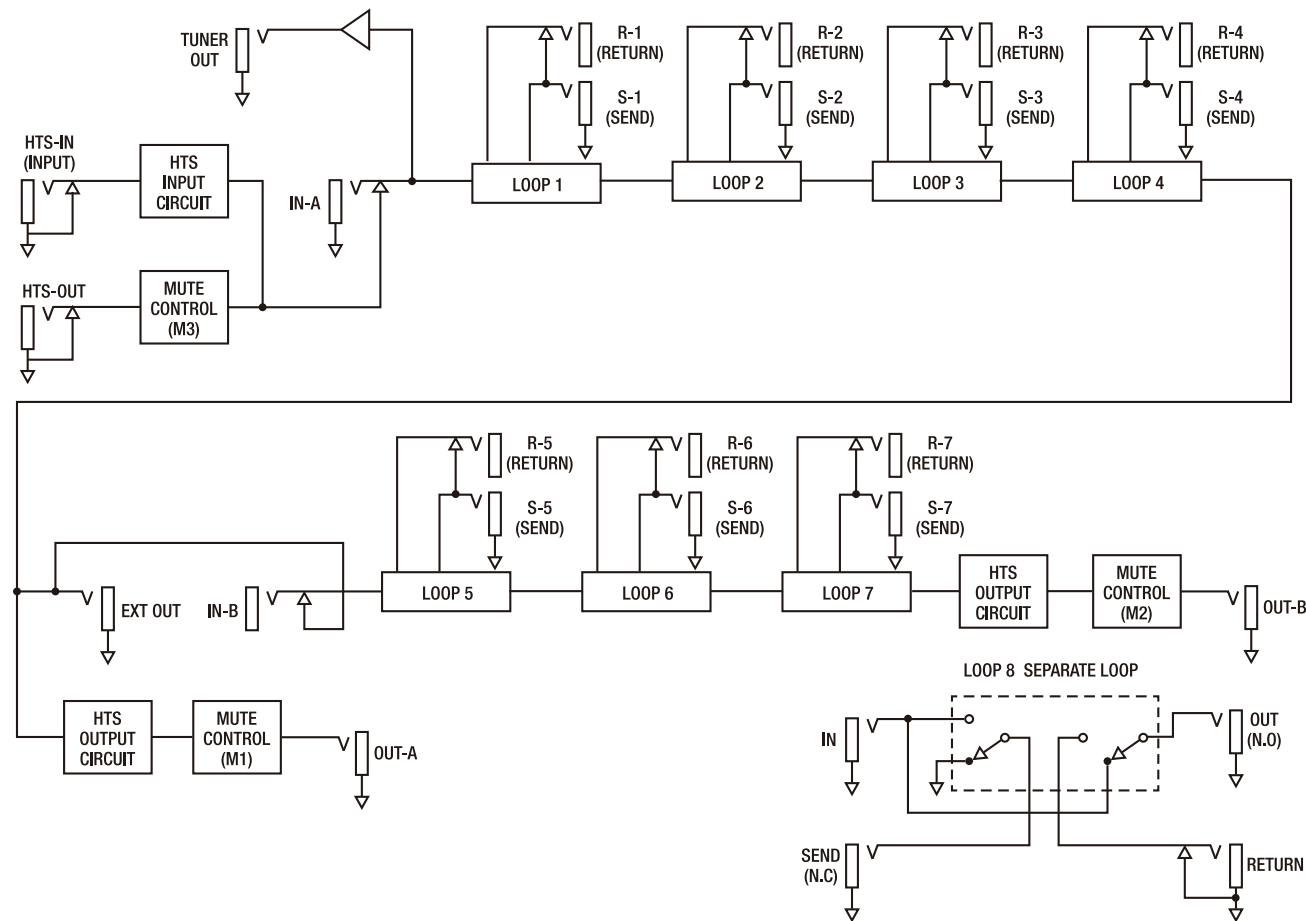 TUNER
OUT
R-1
(RETURN)
S-1
(SEND)
R-2
(RETURN)
S-2
(SEND)
R-3
(RETURN)
S-3
(SEND)
R-4
(RETURN)
S-4
(SEND)
HTS-IN
(INPUT)
HTS
INPUT
CIRCUIT
IN-A
LOOP 1
LOOP 2
LOOP 3
LOOP 4
HTS-OUT
MUTE
CONTROL
(M3)
R-5
(RETURN)
S-5
(SEND)
R-6
(RETURN)
S-6
(SEND)
R-7
(RETURN)
S-7
(SEND)
EXT OUT
IN-B
LOOP 5
LOOP 6
LOOP 7
HTS
OUTPUT
CIRCUIT
MUTE
CONTROL
(M2)
OUT-B
HTS
OUTPUT
CIRCUIT
MUTE
CONTROL
(M1)
OUT-A
LOOP 8 SEPARATE LOOP
IN
OUT
(N.O)
SEND
(N.C)
RETURN